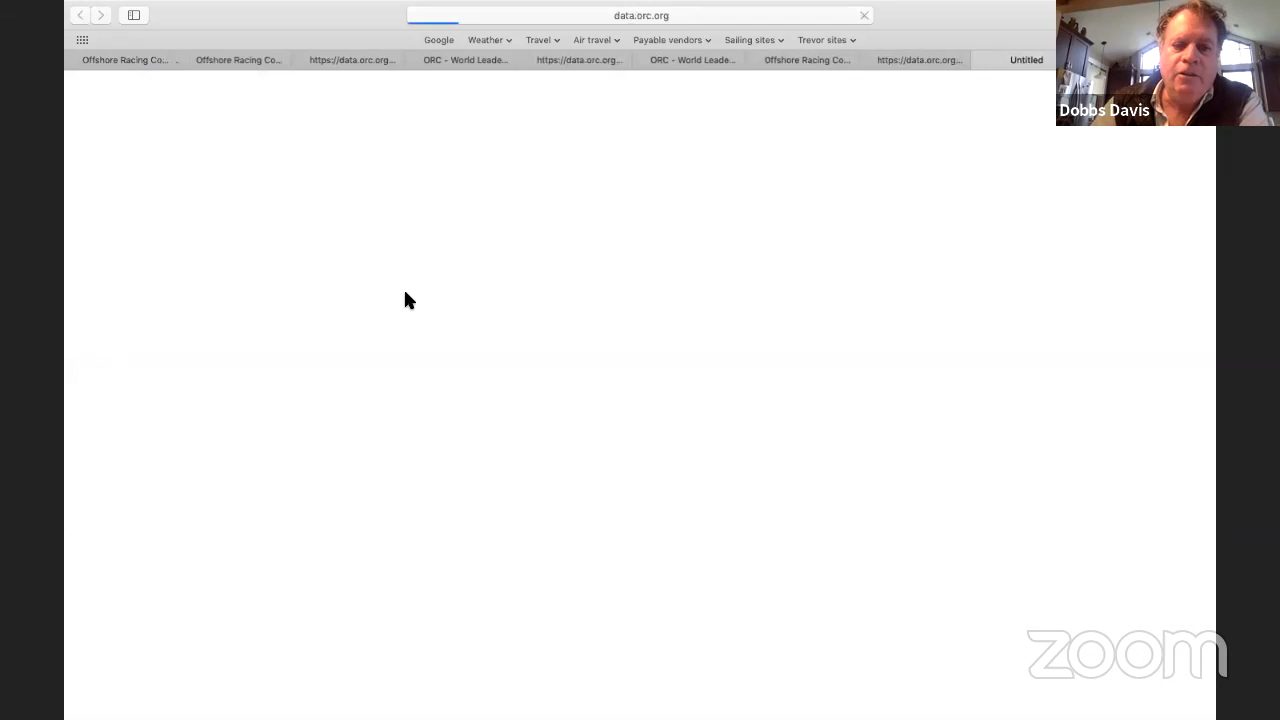 data.orc.org
Google Weather Travel Air travel Payable vendors Sailing sites Trevor sites
Offshore Racing Co... Offshore Racing Co... https://data.orc.org... ORC - World Leade... https://data.orc.org... ORC - World Leade... Offshore Racing Co... https://data.orc.org... Untitled
Dobbs Davis
zoom